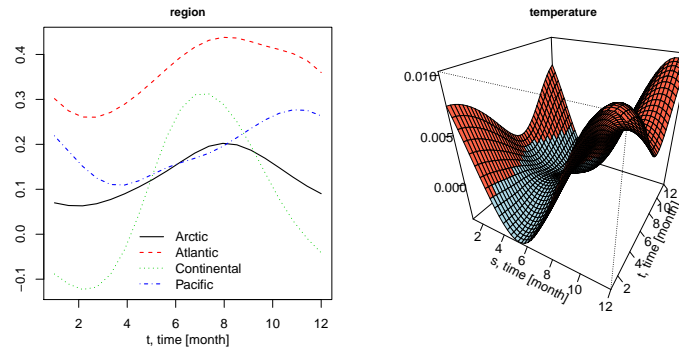 region
0.4
0.3
0.2
0.1
0.0
−0.1
Arctic
Atlantic
Continental
Pacific
2 4 6 8 10 12
t, time [month]
temperature
0.010
0.005
0.000
2 4 6 8 10 12
s, time [month]
2 4 6 8 10 12
t, time [month]